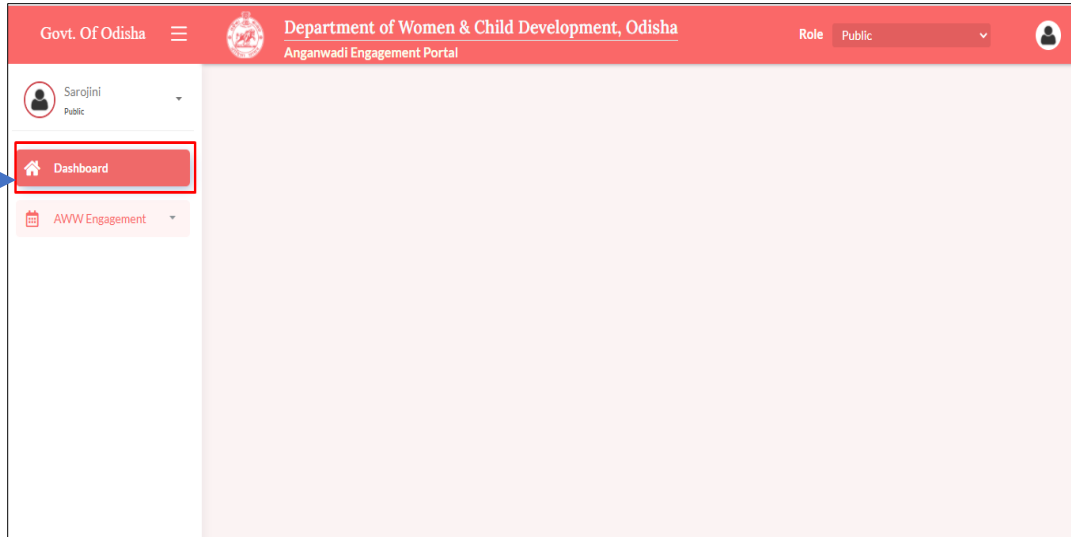 Govt. Of Odisha
Department of Women & Child Development, Odisha
Anganwadi Engagement Portal
Role Public
Sarojini
Public
Dashboard
AWW Engagement